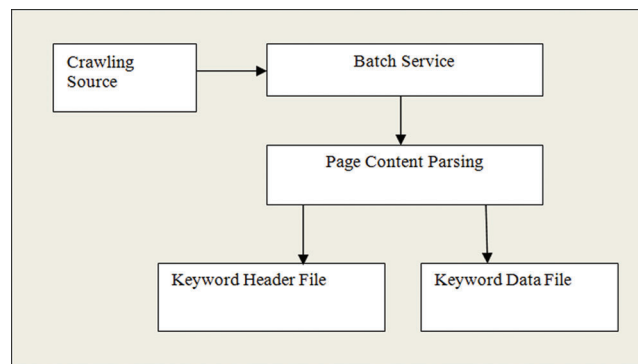 Crawling
Source
Batch Service
Page Content Parsing
Keyword Header File
Keyword Data File